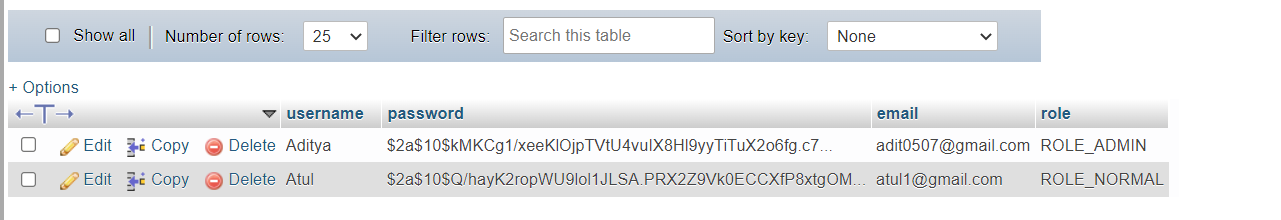 Show all Number of rows: 25 Filter rows: Search this table Sort by key: None
+ Options
←T→ username password email role
Edit Copy Delete Aditya $2a$10$kMKCg1/xeeKlOjpTVtU4vulX8Hl9yyTiTuX2o6fg.c7... adit0507@gmail.com ROLE_ADMIN
Edit Copy Delete Atul $2a$10$Q/hayK2ropWU9lol1JLSA.PRX2Z9Vk0ECCXfP8xtgOM... atul1@gmail.com ROLE_NORMAL